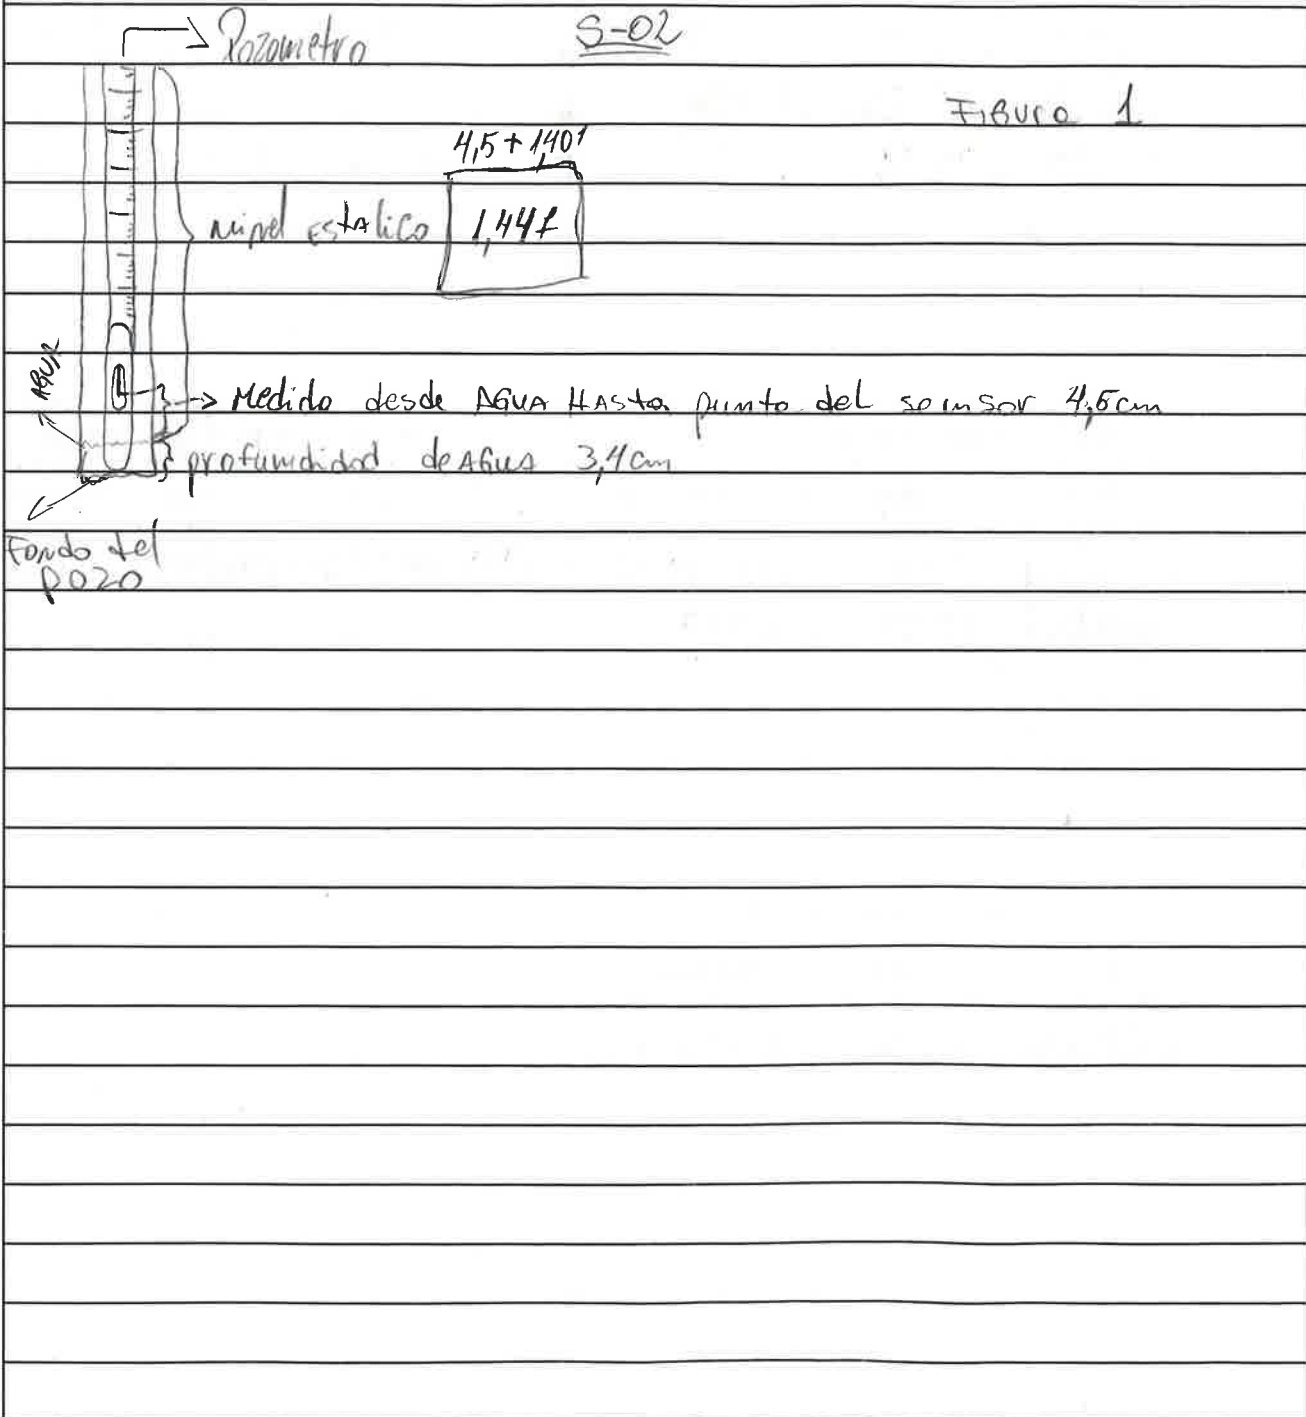 S-02
Pozometro
Figura 1
4,5 + 1,401
nivel estatico 1,447
AGUA
Medida desde AGUA HASta punto del sensor 4,5cm
profundidad de AGUA 3,4cm
Fondo del
pozo